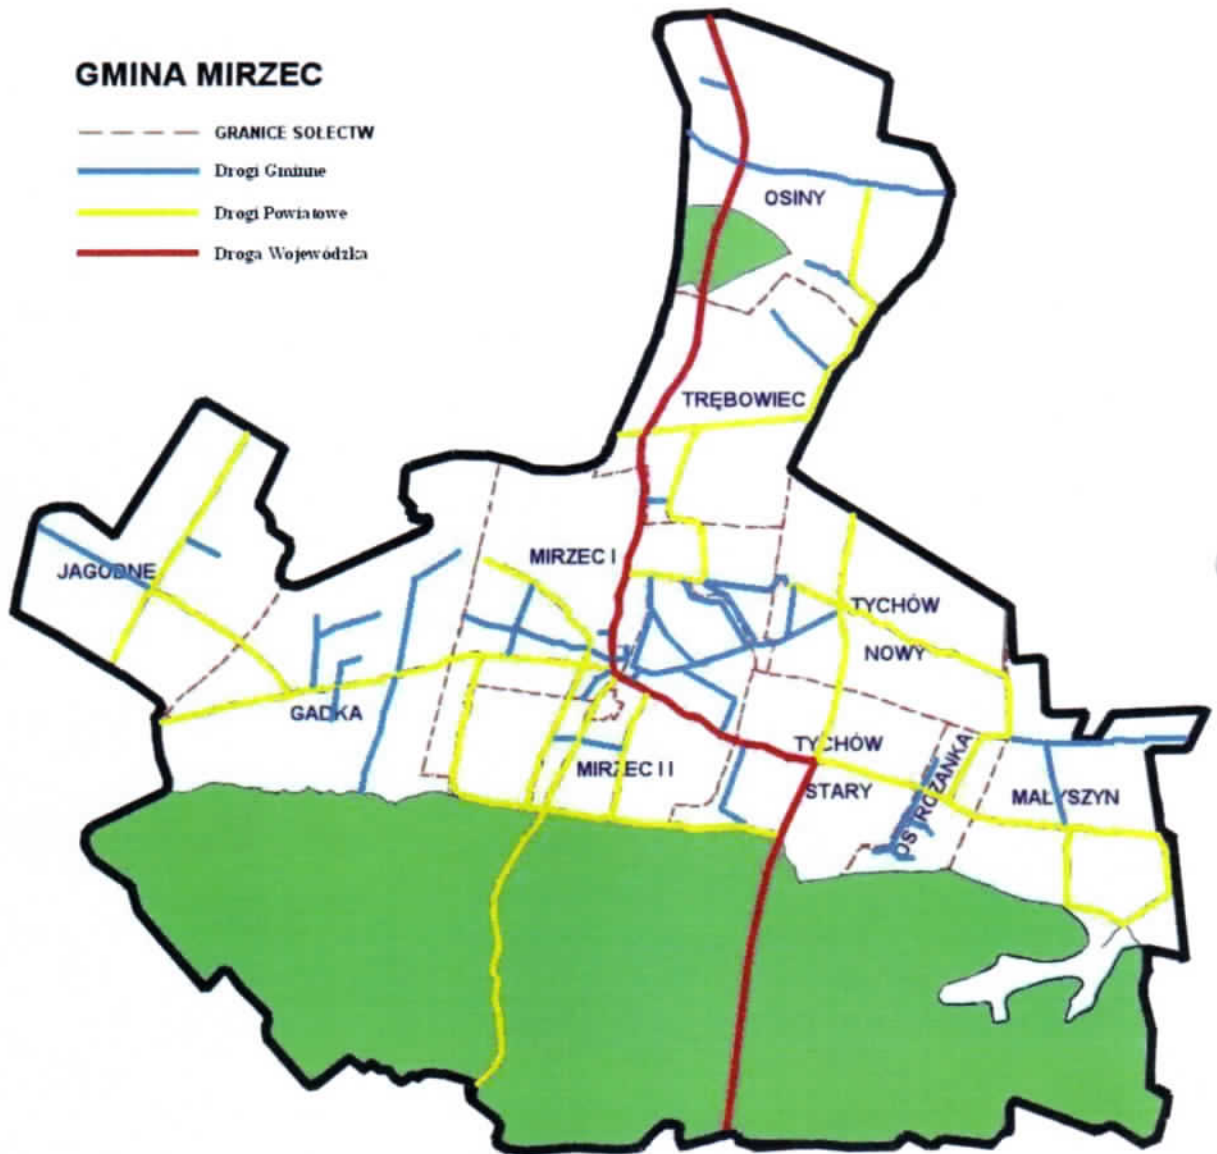 GMINA MIRZEC
GRANICE SOŁECTW
Drogi Gminne
Drogi Powiatowe
Droga Wojewódzka
OSINY
TRĘBOWIEC
JAGODNE
MIRZEC I
TYCHÓW
NOWY
GADKA
MIRZEC II
TYCHÓW
STARY
OSTROŻANKA
MAŁYSZYN